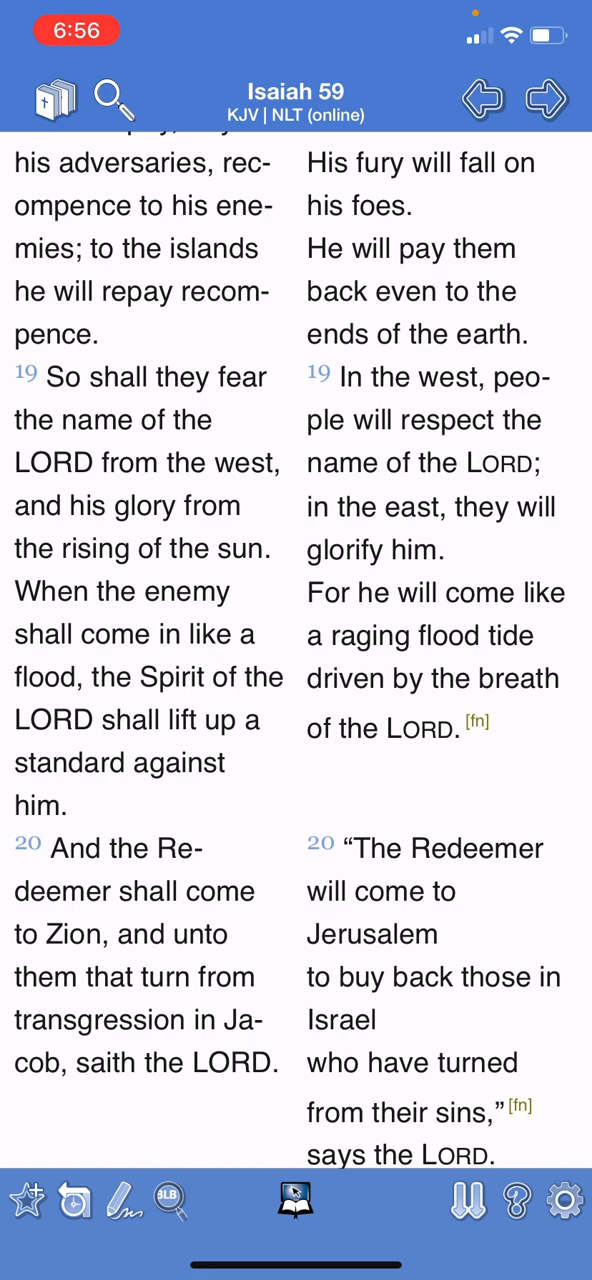 6:56
Isaiah 59
KJV | NLT (online)
his adversaries, rec-
ompence to his ene-
mies; to the islands
he will repay recom-
pence.
19 So shall they fear
the name of the
LORD from the west,
and his glory from
the rising of the sun.
When the enemy
shall come in like a
flood, the Spirit of the
LORD shall lift up a
standard against
him.
20 And the Re-
deemer shall come
to Zion, and unto
them that turn from
transgression in Ja-
cob, saith the LORD.
His fury will fall on
his foes.
He will pay them
back even to the
ends of the earth.
19 In the west, peo-
ple will respect the
name of the LORD;
in the east, they will
glorify him.
For he will come like
a raging flood tide
driven by the breath
of the LORD. [fn]
20 “The Redeemer
will come to
Jerusalem
to buy back those in
Israel
who have turned
from their sins,” [fn]
says the LORD.
BLB